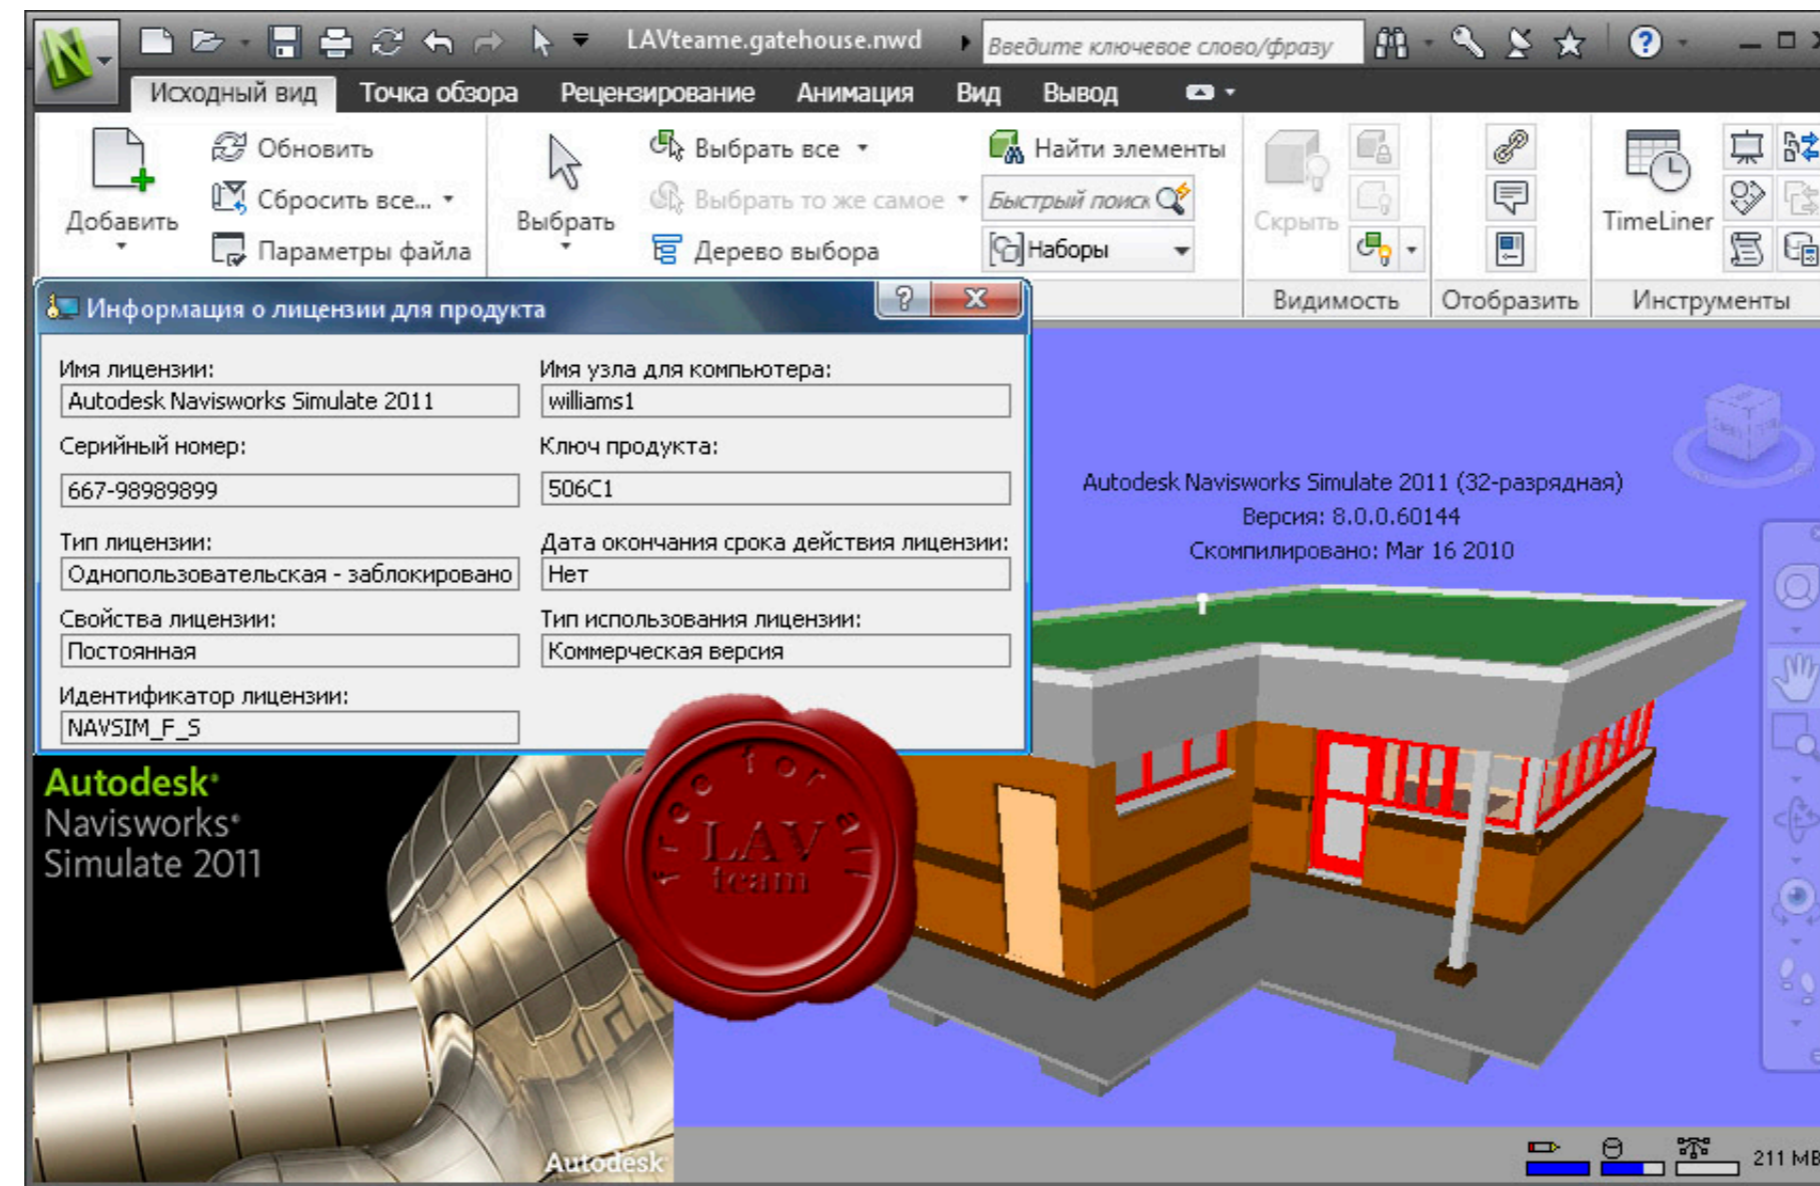 LAVteame.gatehouse.nwd
Введите ключевое слово/фразу
Исходный вид Точка обзора Рецензирование Анимация Вид Вывод
Добавить
Обновить
Сбросить все...
Параметры файла
Выбрать
Выбрать все
Выбрать то же самое
Дерево выбора
Найти элементы
Быстрый поиск
Наборы
Скрыть
Видимость
Отобразить
TimeLiner
Инструменты
Информация о лицензии для продукта
Имя лицензии:
Autodesk Navisworks Simulate 2011
Имя узла для компьютера:
williams1
Серийный номер:
667-98989899
Ключ продукта:
506C1
Тип лицензии:
Однопользовательская - заблокировано
Дата окончания срока действия лицензии:
Нет
Свойства лицензии:
Постоянная
Тип использования лицензии:
Коммерческая версия
Идентификатор лицензии:
NAVSIM_F_S
Autodesk Navisworks Simulate 2011 (32-разрядная)
Версия: 8.0.0.60144
Скомпилировано: Mar 16 2010
Autodesk
Navisworks
Simulate 2011
free for all
LAV
team
Autodesk
211 MB